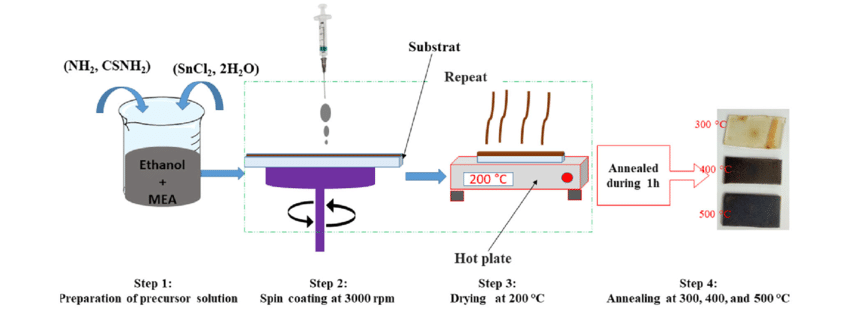 (NH₂, CSNH₂)
(SnCl₂, 2H₂O)
Ethanol
+
MEA
Substrat
Repeat
200 °C
Hot plate
Annealed
during 1h
300 °C
400 °C
500 °C
Step 1:
Preparation of precursor solution
Step 2:
Spin coating at 3000 rpm
Step 3:
Drying at 200 °C
Step 4:
Annealing at 300, 400, and 500 °C